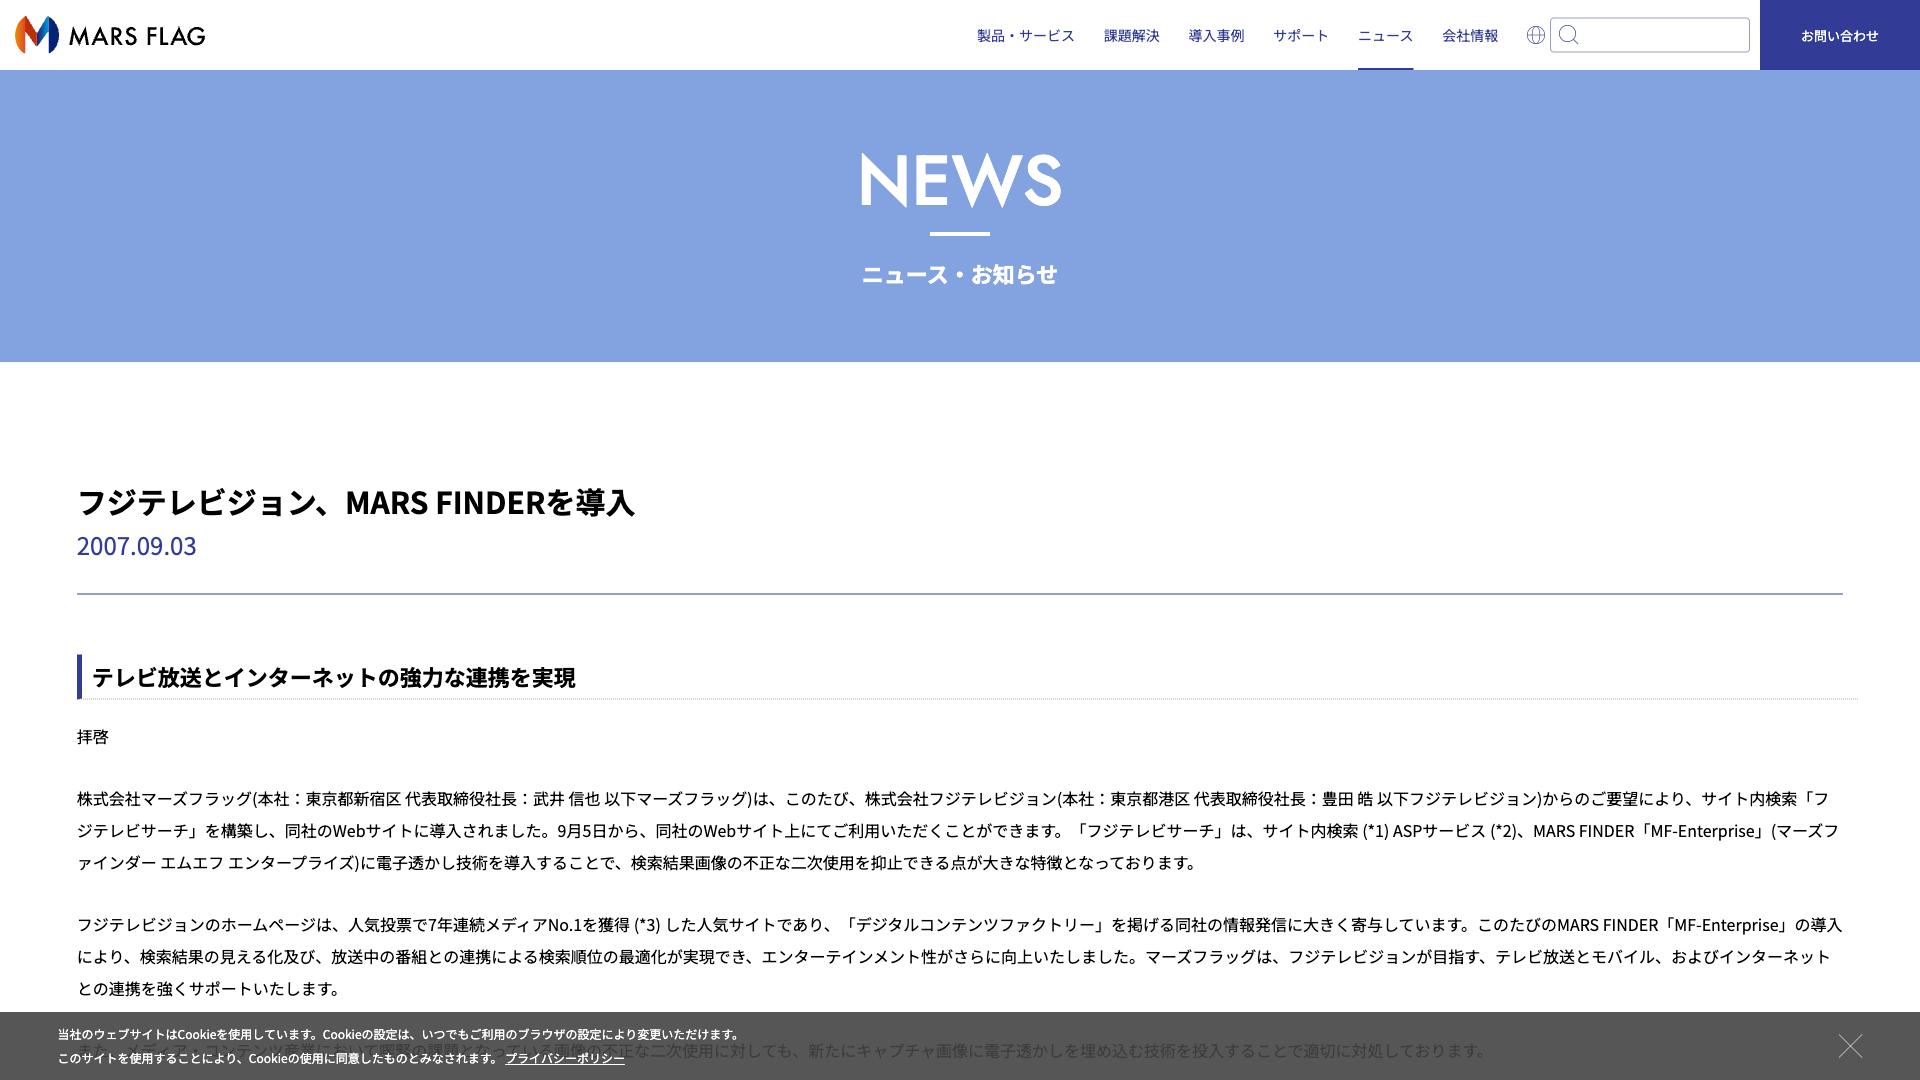 MARS FLAG
製品・サービス 課題解決 導入事例 サポート ニュース 会社情報 お問い合わせ
NEWS
ニュース・お知らせ
フジテレビジョン、MARS FINDERを導入
2007.09.03
テレビ放送とインターネットの強力な連携を実現
拝啓
株式会社マーズフラッグ(本社：東京都新宿区 代表取締役社長：武井 信也 以下マーズフラッグ)は、このたび、株式会社フジテレビジョン(本社：東京都港区 代表取締役社長：豊田 皓 以下フジテレビジョン)からのご要望により、サイト内検索「フ
ジテレビサーチ」を構築し、同社のWebサイトに導入されました。9月5日から、同社のWebサイト上にてご利用いただくことができます。「フジテレビサーチ」は、サイト内検索 (*1) ASPサービス (*2)、MARS FINDER「MF-Enterprise」(マーズフ
ァインダー エムエフ エンタープライズ)に電子透かし技術を導入することで、検索結果画像の不正な二次使用を抑止できる点が大きな特徴となっております。
フジテレビジョンのホームページは、人気投票で7年連続メディアNo.1を獲得 (*3) した人気サイトであり、「デジタルコンテンツファクトリー」を掲げる同社の情報発信に大きく寄与しています。このたびのMARS FINDER「MF-Enterprise」の導入
により、検索結果の見える化及び、放送中の番組との連携による検索順位の最適化が実現でき、エンターテインメント性がさらに向上いたしました。マーズフラッグは、フジテレビジョンが目指す、テレビ放送とモバイル、およびインターネット
との連携を強くサポートいたします。
また、メディア・コンテンツ産業において喫緊の課題となっている画像の不正な二次使用に対しても、新たにキャプチャ画像に電子透かしを埋め込む技術を投入することで適切に対処しております。
当社のウェブサイトはCookieを使用しています。Cookieの設定は、いつでもご利用のブラウザの設定により変更いただけます。
このサイトを使用することにより、Cookieの使用に同意したものとみなされます。 プライバシーポリシー